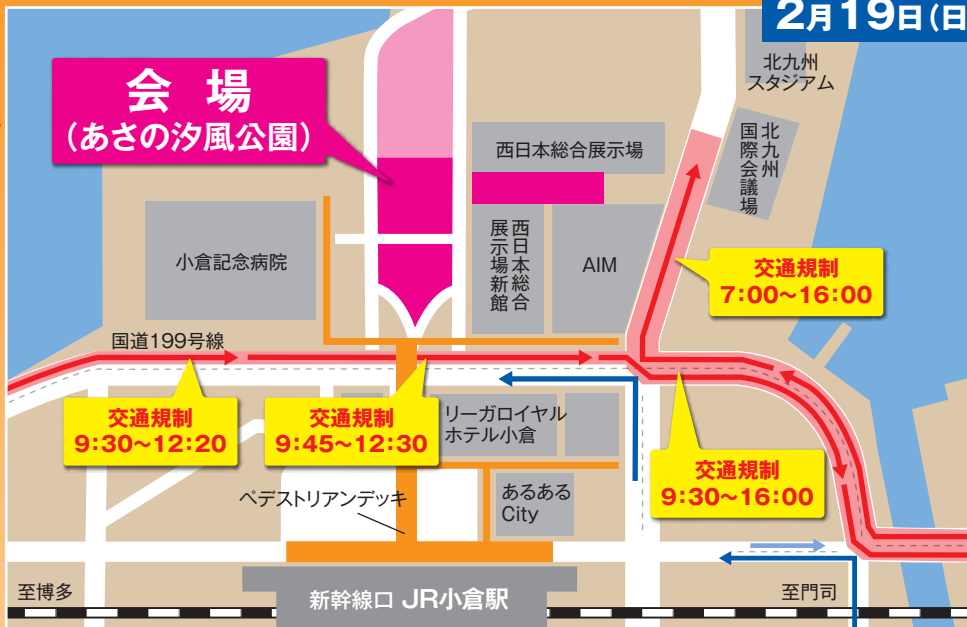 2月19日(日
会 場
(あさの汐風公園)
北九州
スタジアム
西日本総合展示場
北九州
国際会議場
小倉記念病院
西日本総合
展示場新館
AIM
交通規制
7:00~16:00
国道199号線
交通規制
9:30~12:20
交通規制
9:45~12:30
リーガロイヤル
ホテル小倉
交通規制
9:30~16:00
ペデストリアンデッキ
あるある
City
至博多
新幹線口 JR小倉駅
至門司